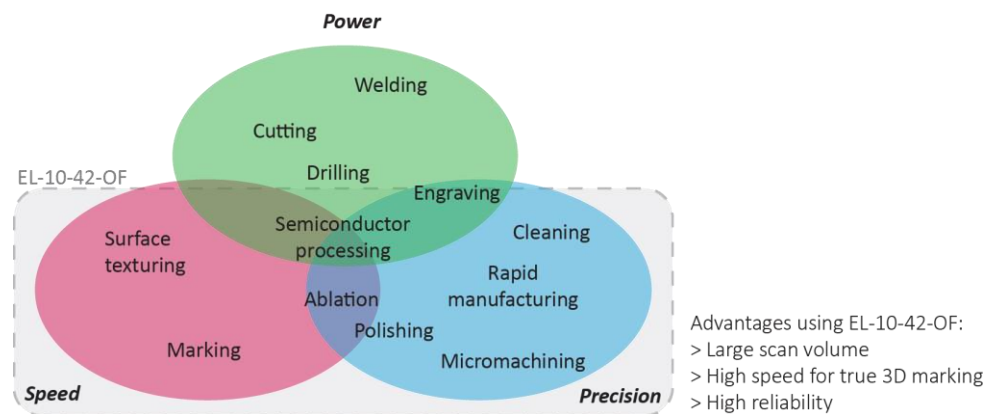 Power
Welding
Cutting
Drilling
EL-10-42-OF
Engraving
Semiconductor
processing
Surface
texturing
Cleaning
Rapid
manufacturing
Ablation
Polishing
Marking
Micromachining
Speed
Precision
Advantages using EL-10-42-OF:
> Large scan volume
> High speed for true 3D marking
> High reliability